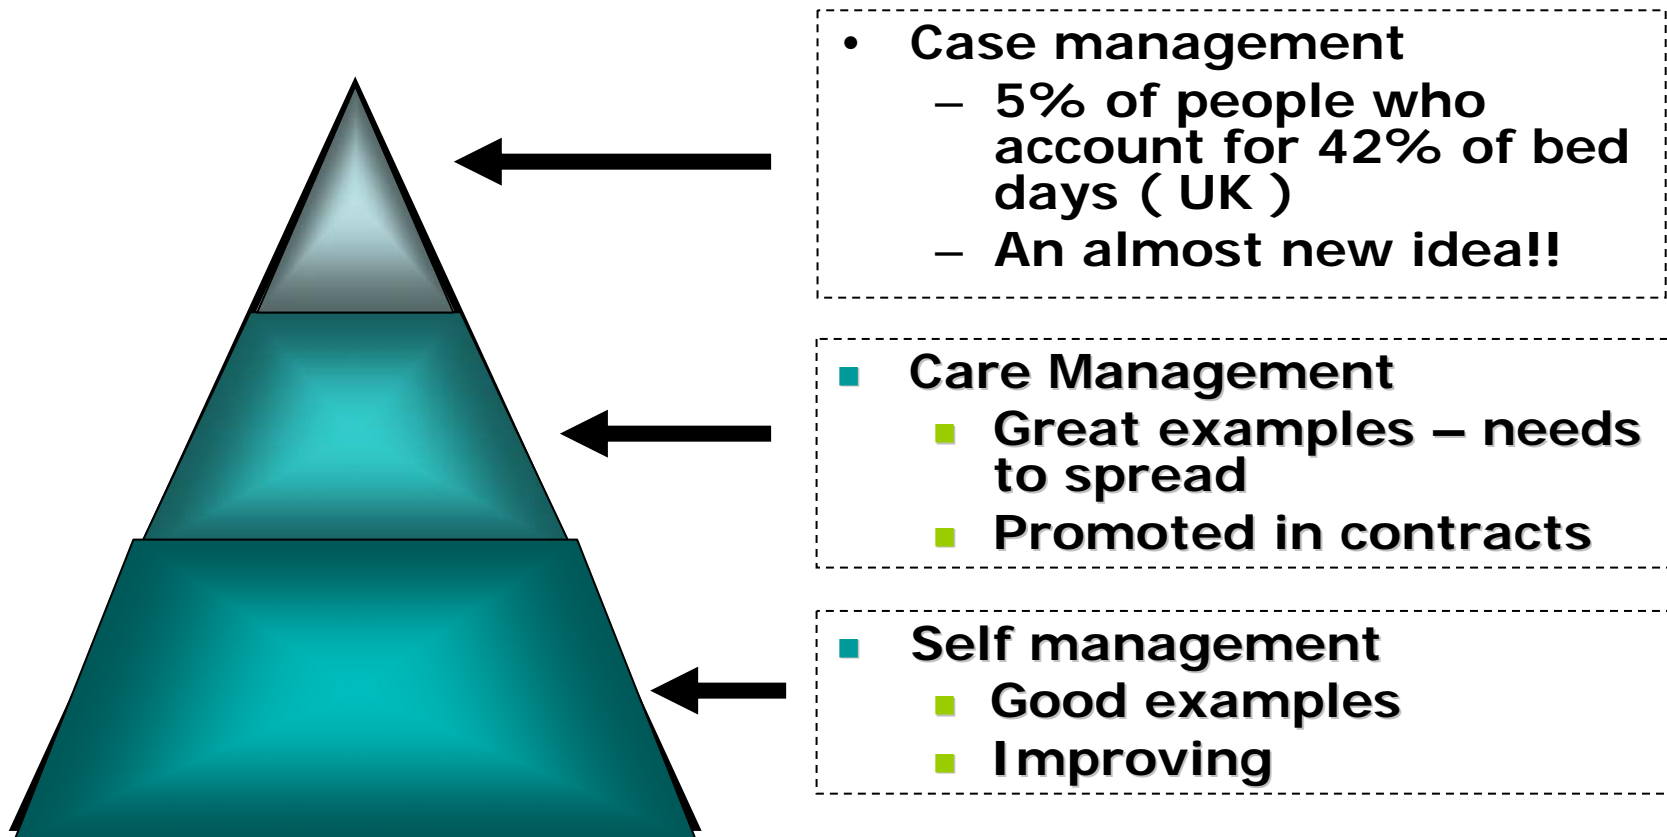 • Case management
– 5% of people who
account for 42% of bed
days ( UK )
– An almost new idea!!
■ Care Management
■ Great examples – needs
to spread
■ Promoted in contracts
■ Self management
■ Good examples
■ Improving